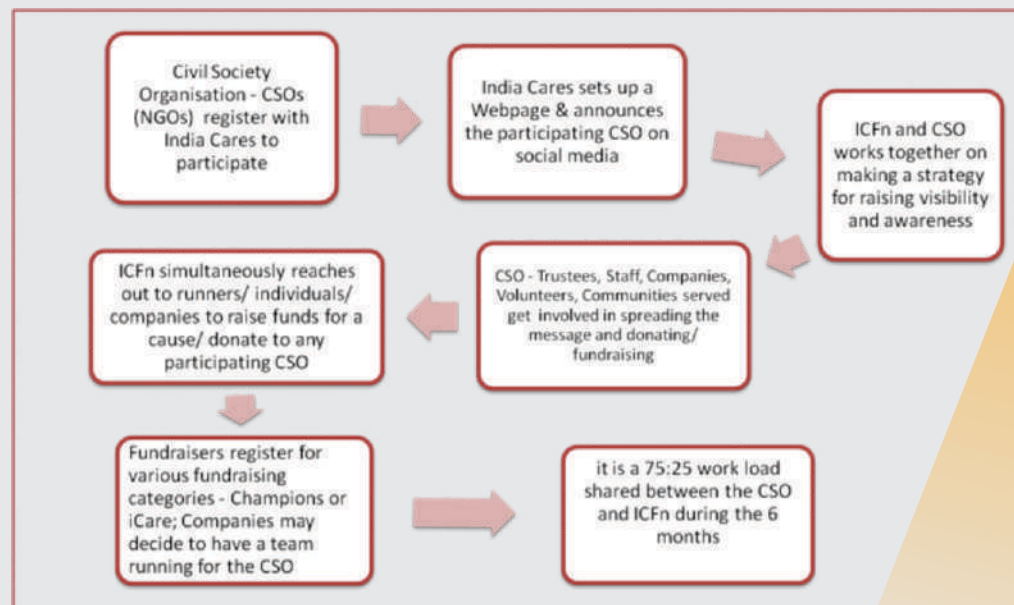 Civil Society
Organisation - CSOs
(NGOs) register with
India Cares to
participate
India Cares sets up a
Webpage & announces
the participating CSO on
social media
ICFn and CSO
works together on
making a strategy
for raising visibility
and awareness
CSO - Trustees, Staff, Companies,
Volunteers, Communities served
get involved in spreading the
message and donating/
fundraising
ICFn simultaneously reaches
out to runners/ individuals/
companies to raise funds for a
cause/ donate to any
participating CSO
Fundraisers register for
various fundraising
categories - Champions or
iCare; Companies may
decide to have a team
running for the CSO
it is a 75:25 work load
shared between the CSO
and ICFn during the 6
months